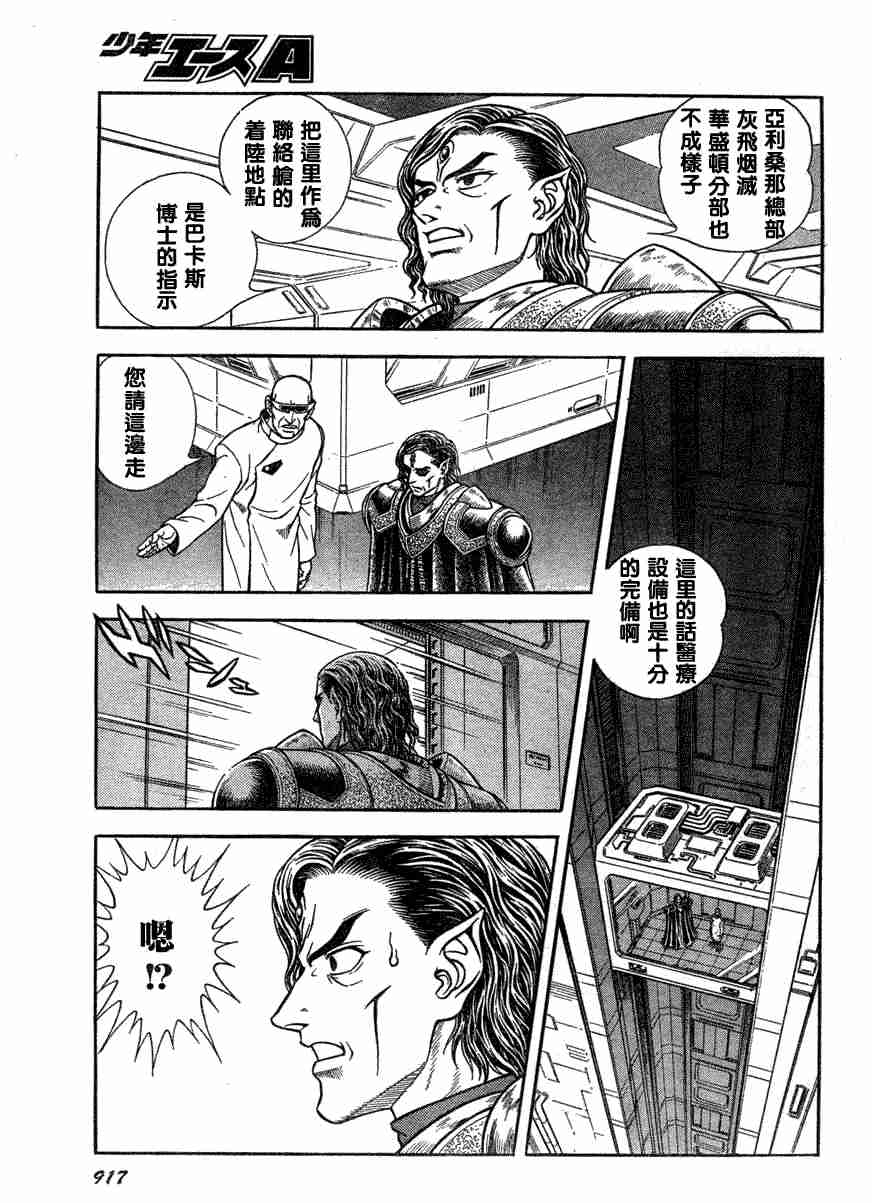 少年エースA
亞利桑那總部
灰飛烟滅
華盛頓分部也
不成樣子
把這里作爲
聯絡艙的
着陸地點
是巴卡斯
博士的指示
您請這邊走
這里的話醫療
設備也是十分
的完備啊
嗯
!?
917